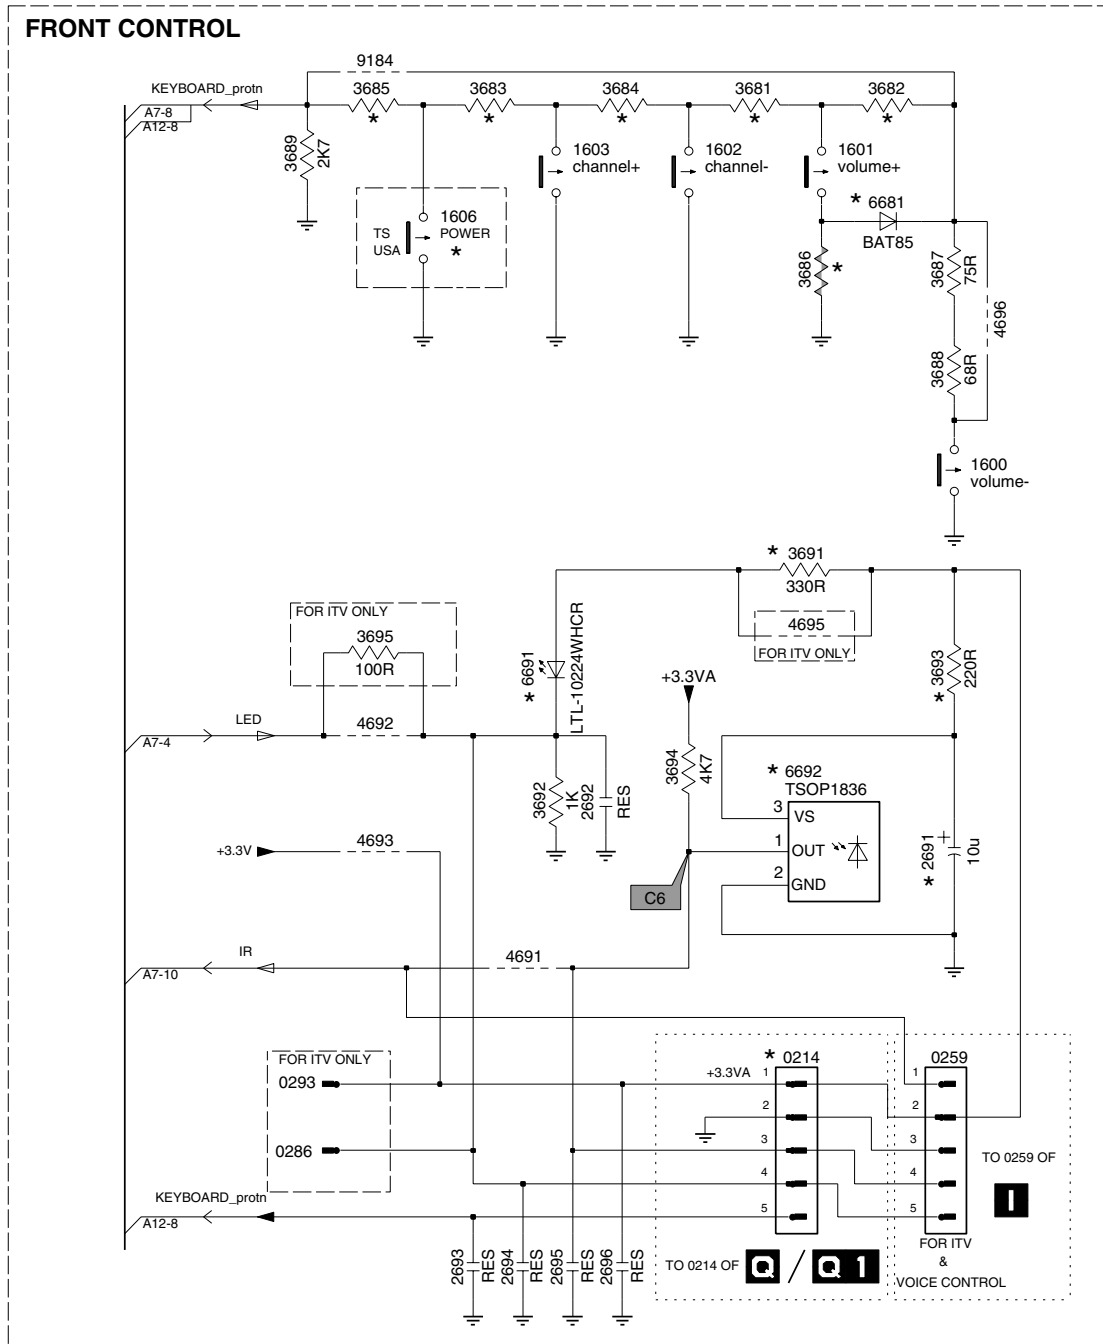 FRONT CONTROL
9184
KEYBOARD_protn
3685
*
3683
*
3684
*
3681
*
3682
*
A7-8
A12-8
3689
2K7
1603
channel+
1602
channel-
1601
volume+
TS
USA
1606
POWER
*
* 6681
BAT85
3686
*
3687
75R
4696
3688
68R
1600
volume-
* 3691
330R
4695
FOR ITV ONLY
FOR ITV ONLY
3695
100R
* 6691
LTL-10224WHCR
+3.3VA
* 3693
220R
LED
4692
A7-4
3694
4K7
* 6692
TSOP1836
3692
1K
2692
RES
3
VS
1
OUT
2
GND
* 2691
+
10u
+3.3V
4693
C6
IR
4691
A7-10
FOR ITV ONLY
0293
0286
* 0214
+3.3VA
1
2
3
4
5
0259
1
2
3
4
5
TO 0259 OF
I
KEYBOARD_protn
A12-8
2693
RES
2694
RES
2695
RES
2696
RES
TO 0214 OF Q / Q 1
FOR ITV
&
VOICE CONTROL